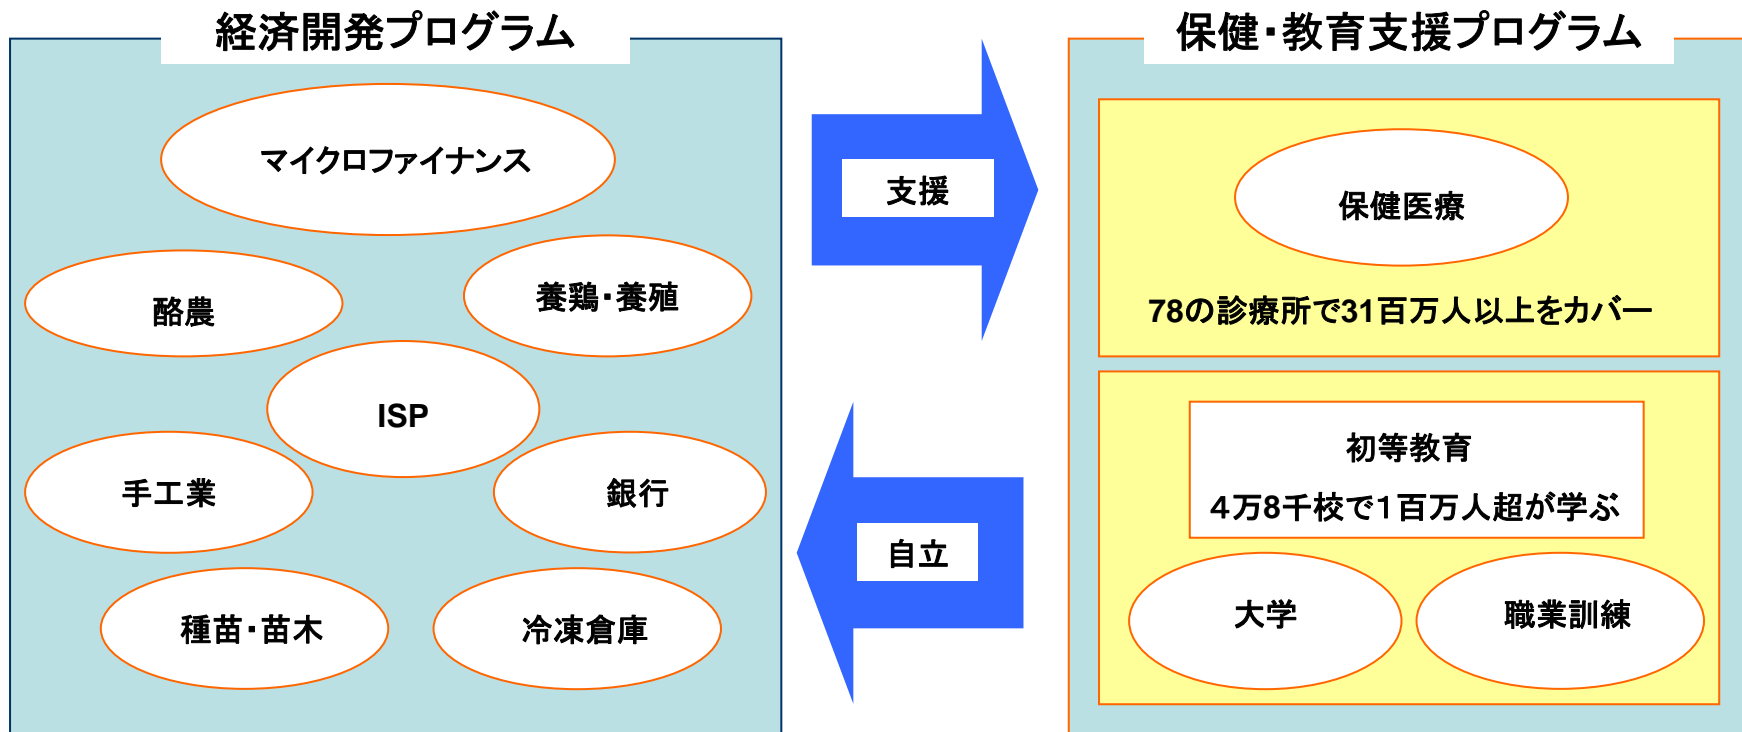 経済開発プログラム
マイクロファイナンス
酪農
養鶏・養殖
ISP
手工業
銀行
種苗・苗木
冷凍倉庫
支援
自立
保健・教育支援プログラム
保健医療
78の診療所で31百万人以上をカバー
初等教育
4万8千校で1百万人超が学ぶ
大学
職業訓練